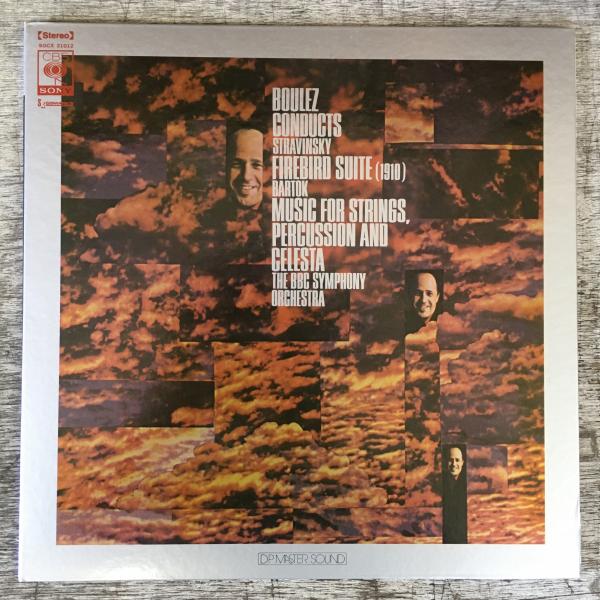 【Stereo】
SOCX 21012
CBS
SONY
BOULEZ
CONDUCTS
STRAVINSKY
FIREBIRD SUITE (1910)
BARTOK
MUSIC FOR STRINGS,
PERCUSSION AND
CELESTA
THE BBC SYMPHONY
ORCHESTRA
DP.MASTER SOUND